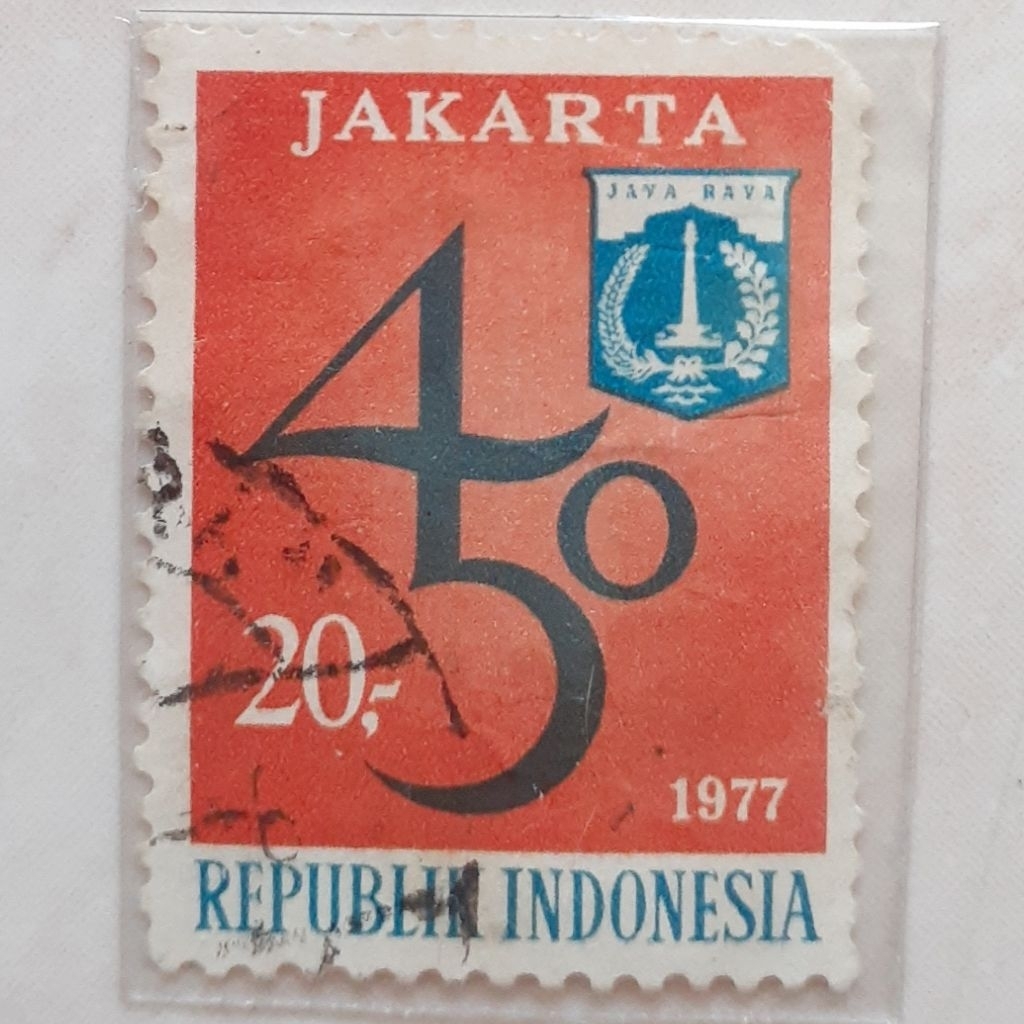 JAKARTA
JAYA RAYA
450
20,-
1977
REPUBLIK INDONESIA